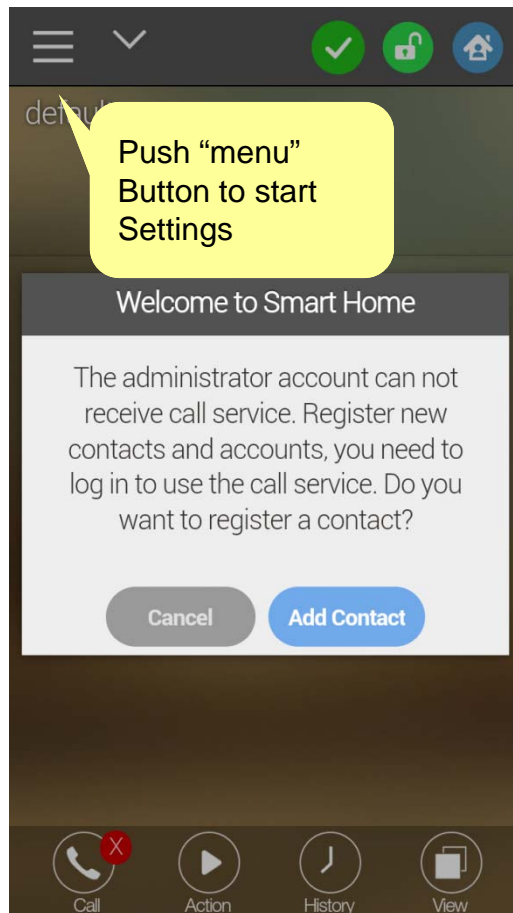 default
Push “menu”
Button to start
Settings
Welcome to Smart Home
The administrator account can not
receive call service. Register new
contacts and accounts, you need to
log in to use the call service. Do you
want to register a contact?
Cancel Add Contact
X
Call Action History View